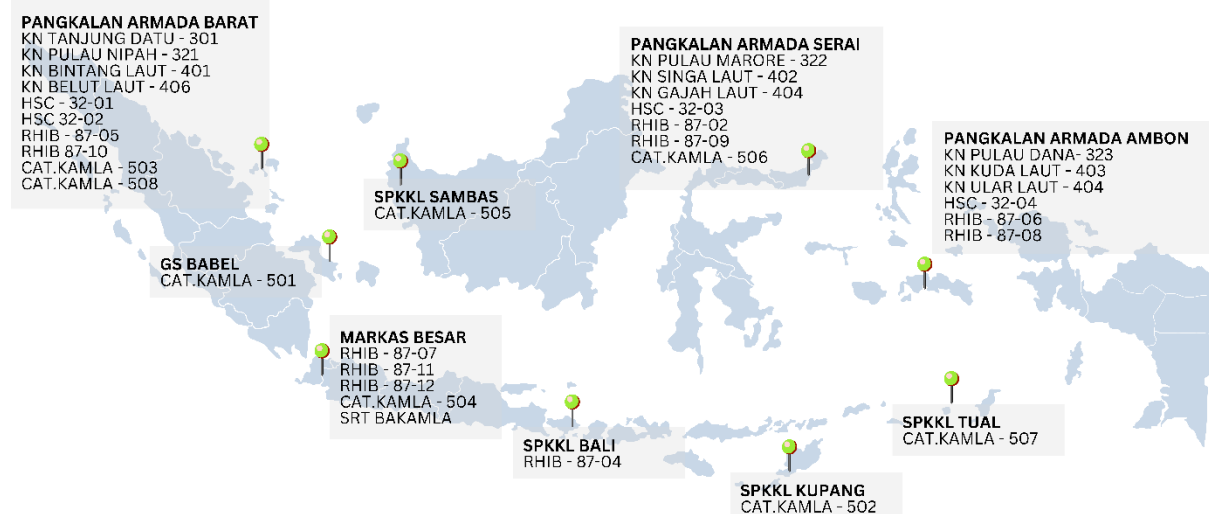 PANGKALAN ARMADA BARAT
KN TANJUNG DATU - 301
KN PULAU NIPAH - 321
KN BINTANG LAUT - 401
KN BELUT LAUT - 406
HSC - 32-01
HSC 32-02
RHIB - 87-05
RHIB 87-10
CAT.KAMLA - 503
CAT.KAMLA - 508
PANGKALAN ARMADA SERAI
KN PULAU MARORE - 322
KN SINGA LAUT - 402
KN GAJAH LAUT - 404
HSC - 32-03
RHIB - 87-02
RHIB - 87-09
CAT.KAMLA - 506
PANGKALAN ARMADA AMBON
KN PULAU DANA- 323
KN KUDA LAUT - 403
KN ULAR LAUT - 404
HSC - 32-04
RHIB - 87-06
RHIB - 87-08
SPKKL SAMBAS
CAT.KAMLA - 505
GS BABEL
CAT.KAMLA - 501
MARKAS BESAR
RHIB - 87-07
RHIB - 87-11
RHIB - 87-12
CAT.KAMLA - 504
SRT BAKAMLA
SPKKL BALI
RHIB - 87-04
SPKKL TUAL
CAT.KAMLA - 507
SPKKL KUPANG
CAT.KAMLA - 502